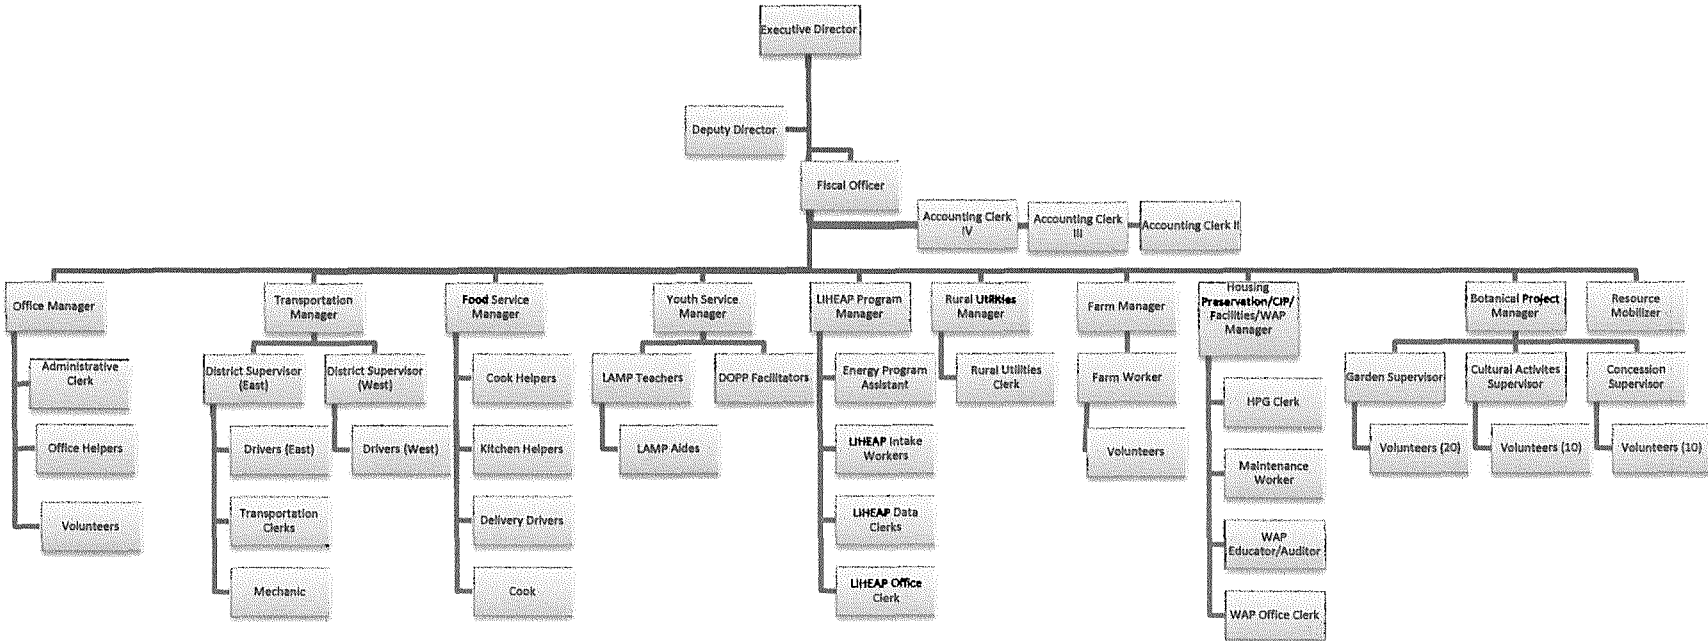 Executive Director
Deputy Director
Fiscal Officer
Accounting Clerk
IV
Accounting Clerk
III
Accounting Clerk II
Office Manager
Transportation
Manager
Food Service
Manager
Youth Service
Manager
LIHEAP Program
Manager
Rural Utilities
Manager
Farm Manager
Housing
Preservation/CIP/
Facilities/WAP
Manager
Botanical Project
Manager
Resource
Mobilizer
Administrative
Clerk
District Supervisor
(East)
District Supervisor
(West)
Cook Helpers
LAMP Teachers
DOPP Facilitators
Energy Program
Assistant
Rural Utilities
Clerk
Farm Worker
HPG Clerk
Garden Supervisor
Cultural Activites
Supervisor
Concession
Supervisor
Office Helpers
Drivers (East)
Drivers (West)
Kitchen Helpers
LAMP Aides
LIHEAP Intake
Workers
Volunteers
Maintenance
Worker
Volunteers (20)
Volunteers (10)
Volunteers (10)
Volunteers
Transportation
Clerks
Delivery Drivers
LIHEAP Data
Clerks
WAP
Educator/Auditor
Mechanic
Cook
LIHEAP Office
Clerk
WAP Office Clerk